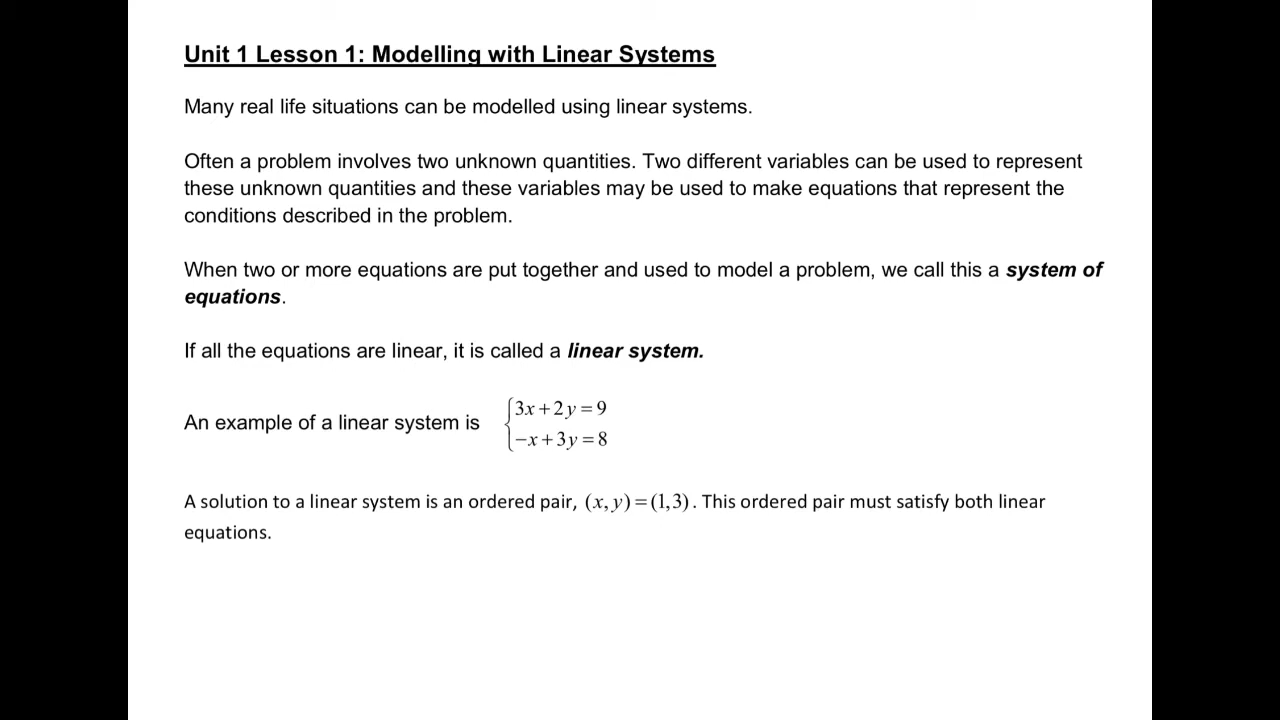 Unit 1 Lesson 1: Modelling with Linear Systems
Many real life situations can be modelled using linear systems.
Often a problem involves two unknown quantities. Two different variables can be used to represent
these unknown quantities and these variables may be used to make equations that represent the
conditions described in the problem.
When two or more equations are put together and used to model a problem, we call this a system of
equations.
If all the equations are linear, it is called a linear system.
An example of a linear system is
3x + 2y = 9
−x + 3y = 8
A solution to a linear system is an ordered pair, (x, y) = (1,3). This ordered pair must satisfy both linear
equations.